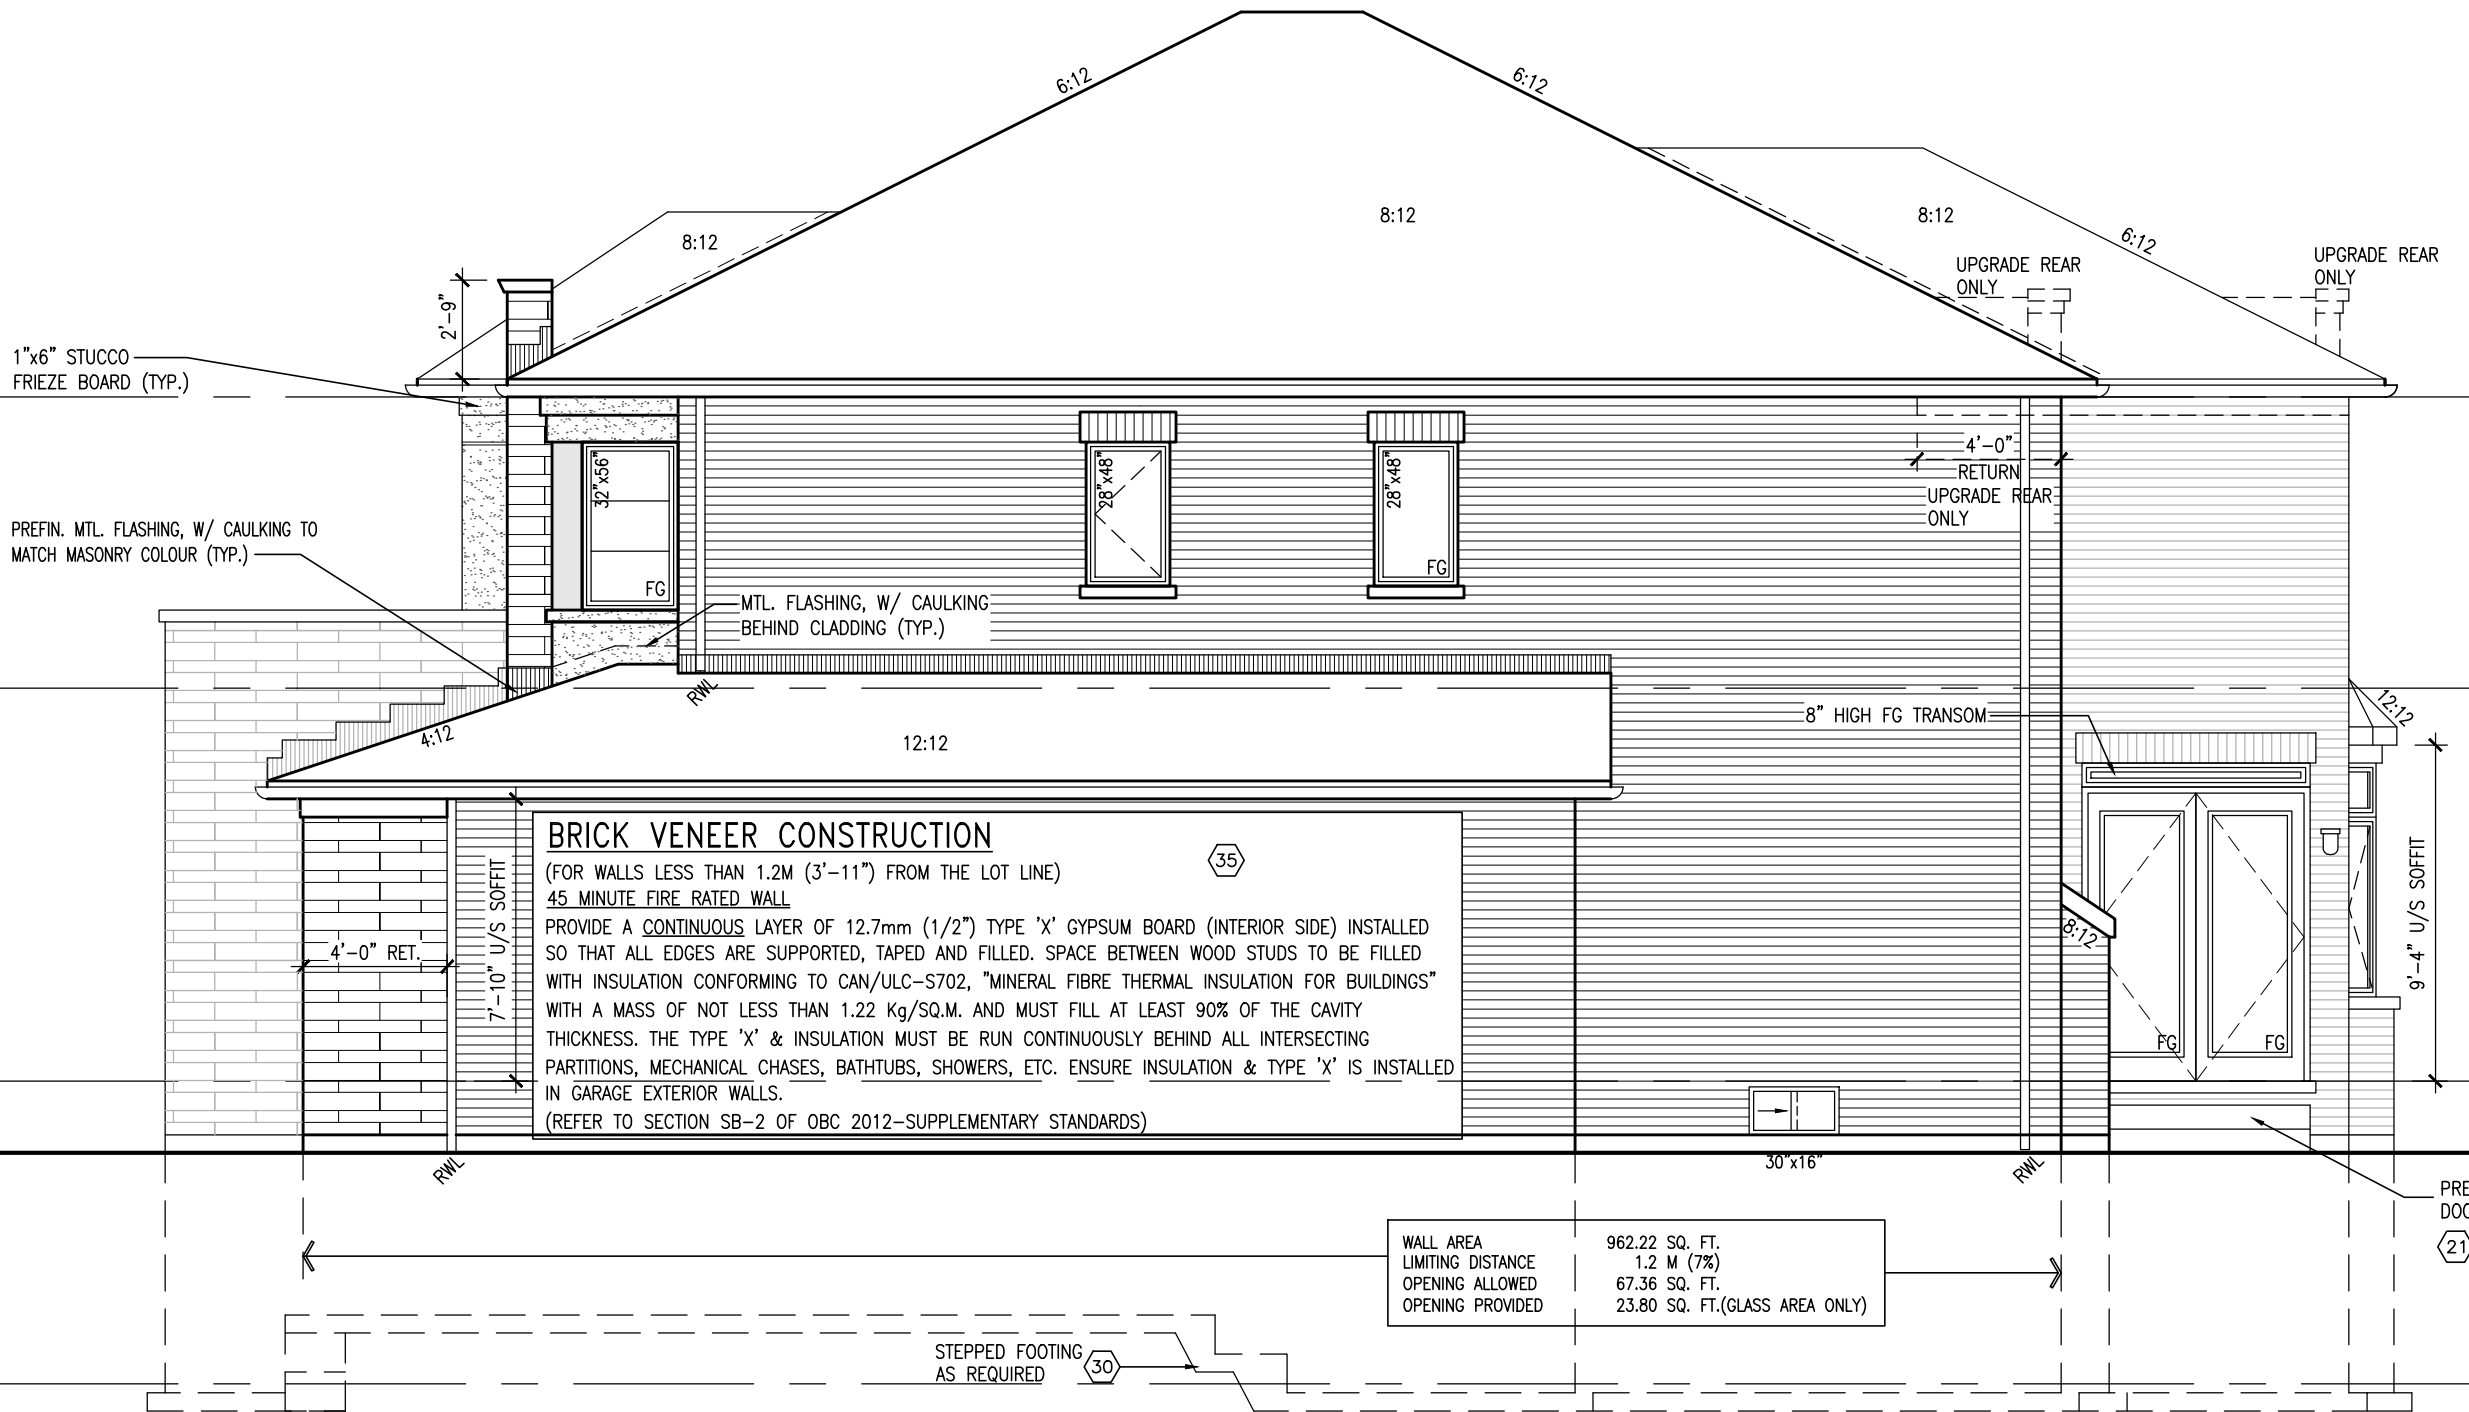 6:12
6:12
8:12
8:12
8:12
6:12
UPGRADE REAR
ONLY
UPGRADE REAR
ONLY
2'-9"
1"x6" STUCCO
FRIEZE BOARD (TYP.)
32"x56"
FG
28"x48"
28"x48"
FG
4'-0"
RETURN
UPGRADE REAR
ONLY
PREFIN. MTL. FLASHING, W/ CAULKING TO
MATCH MASONRY COLOUR (TYP.)
MTL. FLASHING, W/ CAULKING
BEHIND CLADDING (TYP.)
RWL
4:12
12:12
8" HIGH FG TRANSOM
12:12
BRICK VENEER CONSTRUCTION
35
(FOR WALLS LESS THAN 1.2M (3'-11") FROM THE LOT LINE)
45 MINUTE FIRE RATED WALL
PROVIDE A CONTINUOUS LAYER OF 12.7mm (1/2") TYPE 'X' GYPSUM BOARD (INTERIOR SIDE) INSTALLED
SO THAT ALL EDGES ARE SUPPORTED, TAPED AND FILLED. SPACE BETWEEN WOOD STUDS TO BE FILLED
WITH INSULATION CONFORMING TO CAN/ULC-S702, "MINERAL FIBRE THERMAL INSULATION FOR BUILDINGS"
WITH A MASS OF NOT LESS THAN 1.22 Kg/SQ.M. AND MUST FILL AT LEAST 90% OF THE CAVITY
THICKNESS. THE TYPE 'X' & INSULATION MUST BE RUN CONTINUOUSLY BEHIND ALL INTERSECTING
PARTITIONS, MECHANICAL CHASES, BATHTUBS, SHOWERS, ETC. ENSURE INSULATION & TYPE 'X' IS INSTALLED
IN GARAGE EXTERIOR WALLS.
(REFER TO SECTION SB-2 OF OBC 2012-SUPPLEMENTARY STANDARDS)
4'-0" RET.
7'-10" U/S SOFFIT
8:12
FG
FG
9'-4" U/S SOFFIT
RWL
30"x16"
RWL
PRE
DOO
21
WALL AREA 962.22 SQ. FT.
LIMITING DISTANCE 1.2 M (7%)
OPENING ALLOWED 67.36 SQ. FT.
OPENING PROVIDED 23.80 SQ. FT.(GLASS AREA ONLY)
STEPPED FOOTING
AS REQUIRED
30